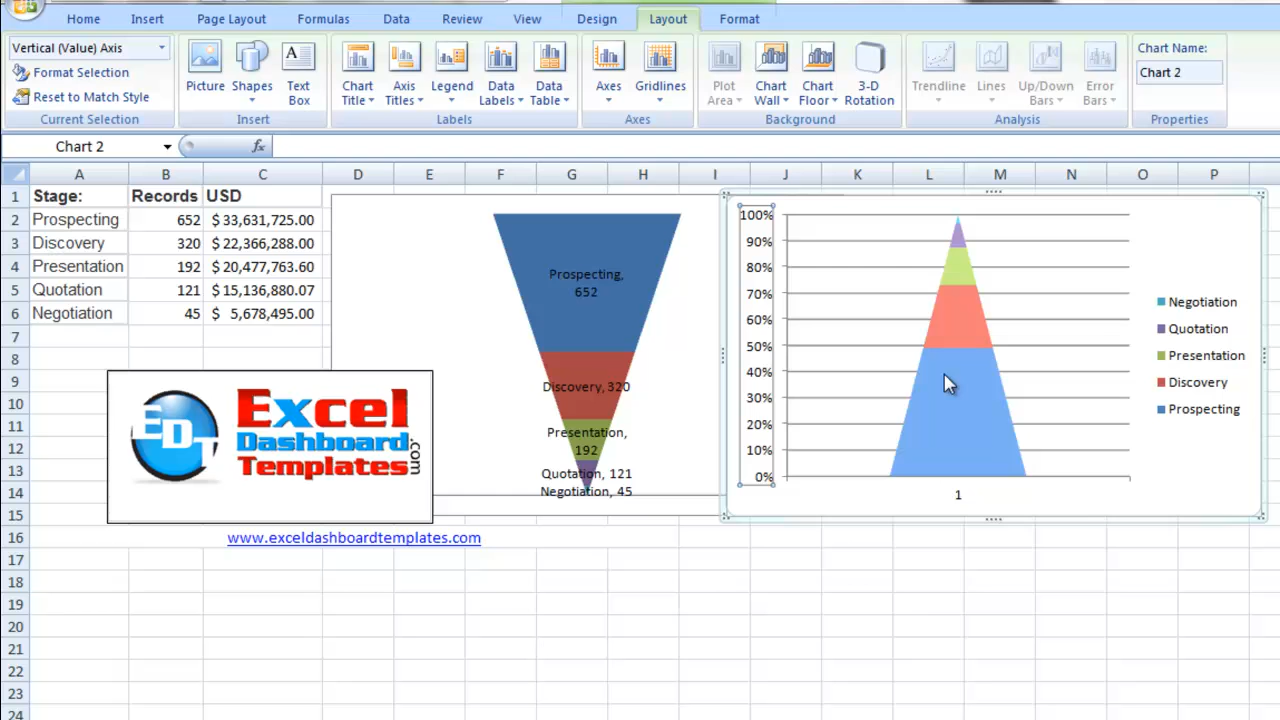 Home Insert Page Layout Formulas Data Review View Design Layout Format
Vertical (Value) Axis
Format Selection
Reset to Match Style
Current Selection
Picture Shapes Text Box
Insert
Chart Title Axis Titles Legend Data Labels Data Table
Labels
Axes Gridlines
Axes
Plot Area Chart Wall Chart Floor 3-D Rotation
Background
Trendline Lines Up/Down Bars Error Bars
Analysis
Chart Name:
Chart 2
Properties
Chart 2 fx
A B C D E F G H I J K L M N O P
1 Stage: Records USD
2 Prospecting 652 $ 33,631,725.00
3 Discovery 320 $ 22,366,288.00
4 Presentation 192 $ 20,477,763.60
5 Quotation 121 $ 15,136,880.07
6 Negotiation 45 $ 5,678,495.00
7
8
9
10
11
12
13
14
15
16
17
18
19
20
21
22
23
24
EDT
Excel
Dashboard
Templates
.com
www.exceldashboardtemplates.com
Prospecting,
652
Discovery, 320
Presentation,
192
Quotation, 121
Negotiation, 45
100%
90%
80%
70%
60%
50%
40%
30%
20%
10%
0%
1
Negotiation
Quotation
Presentation
Discovery
Prospecting